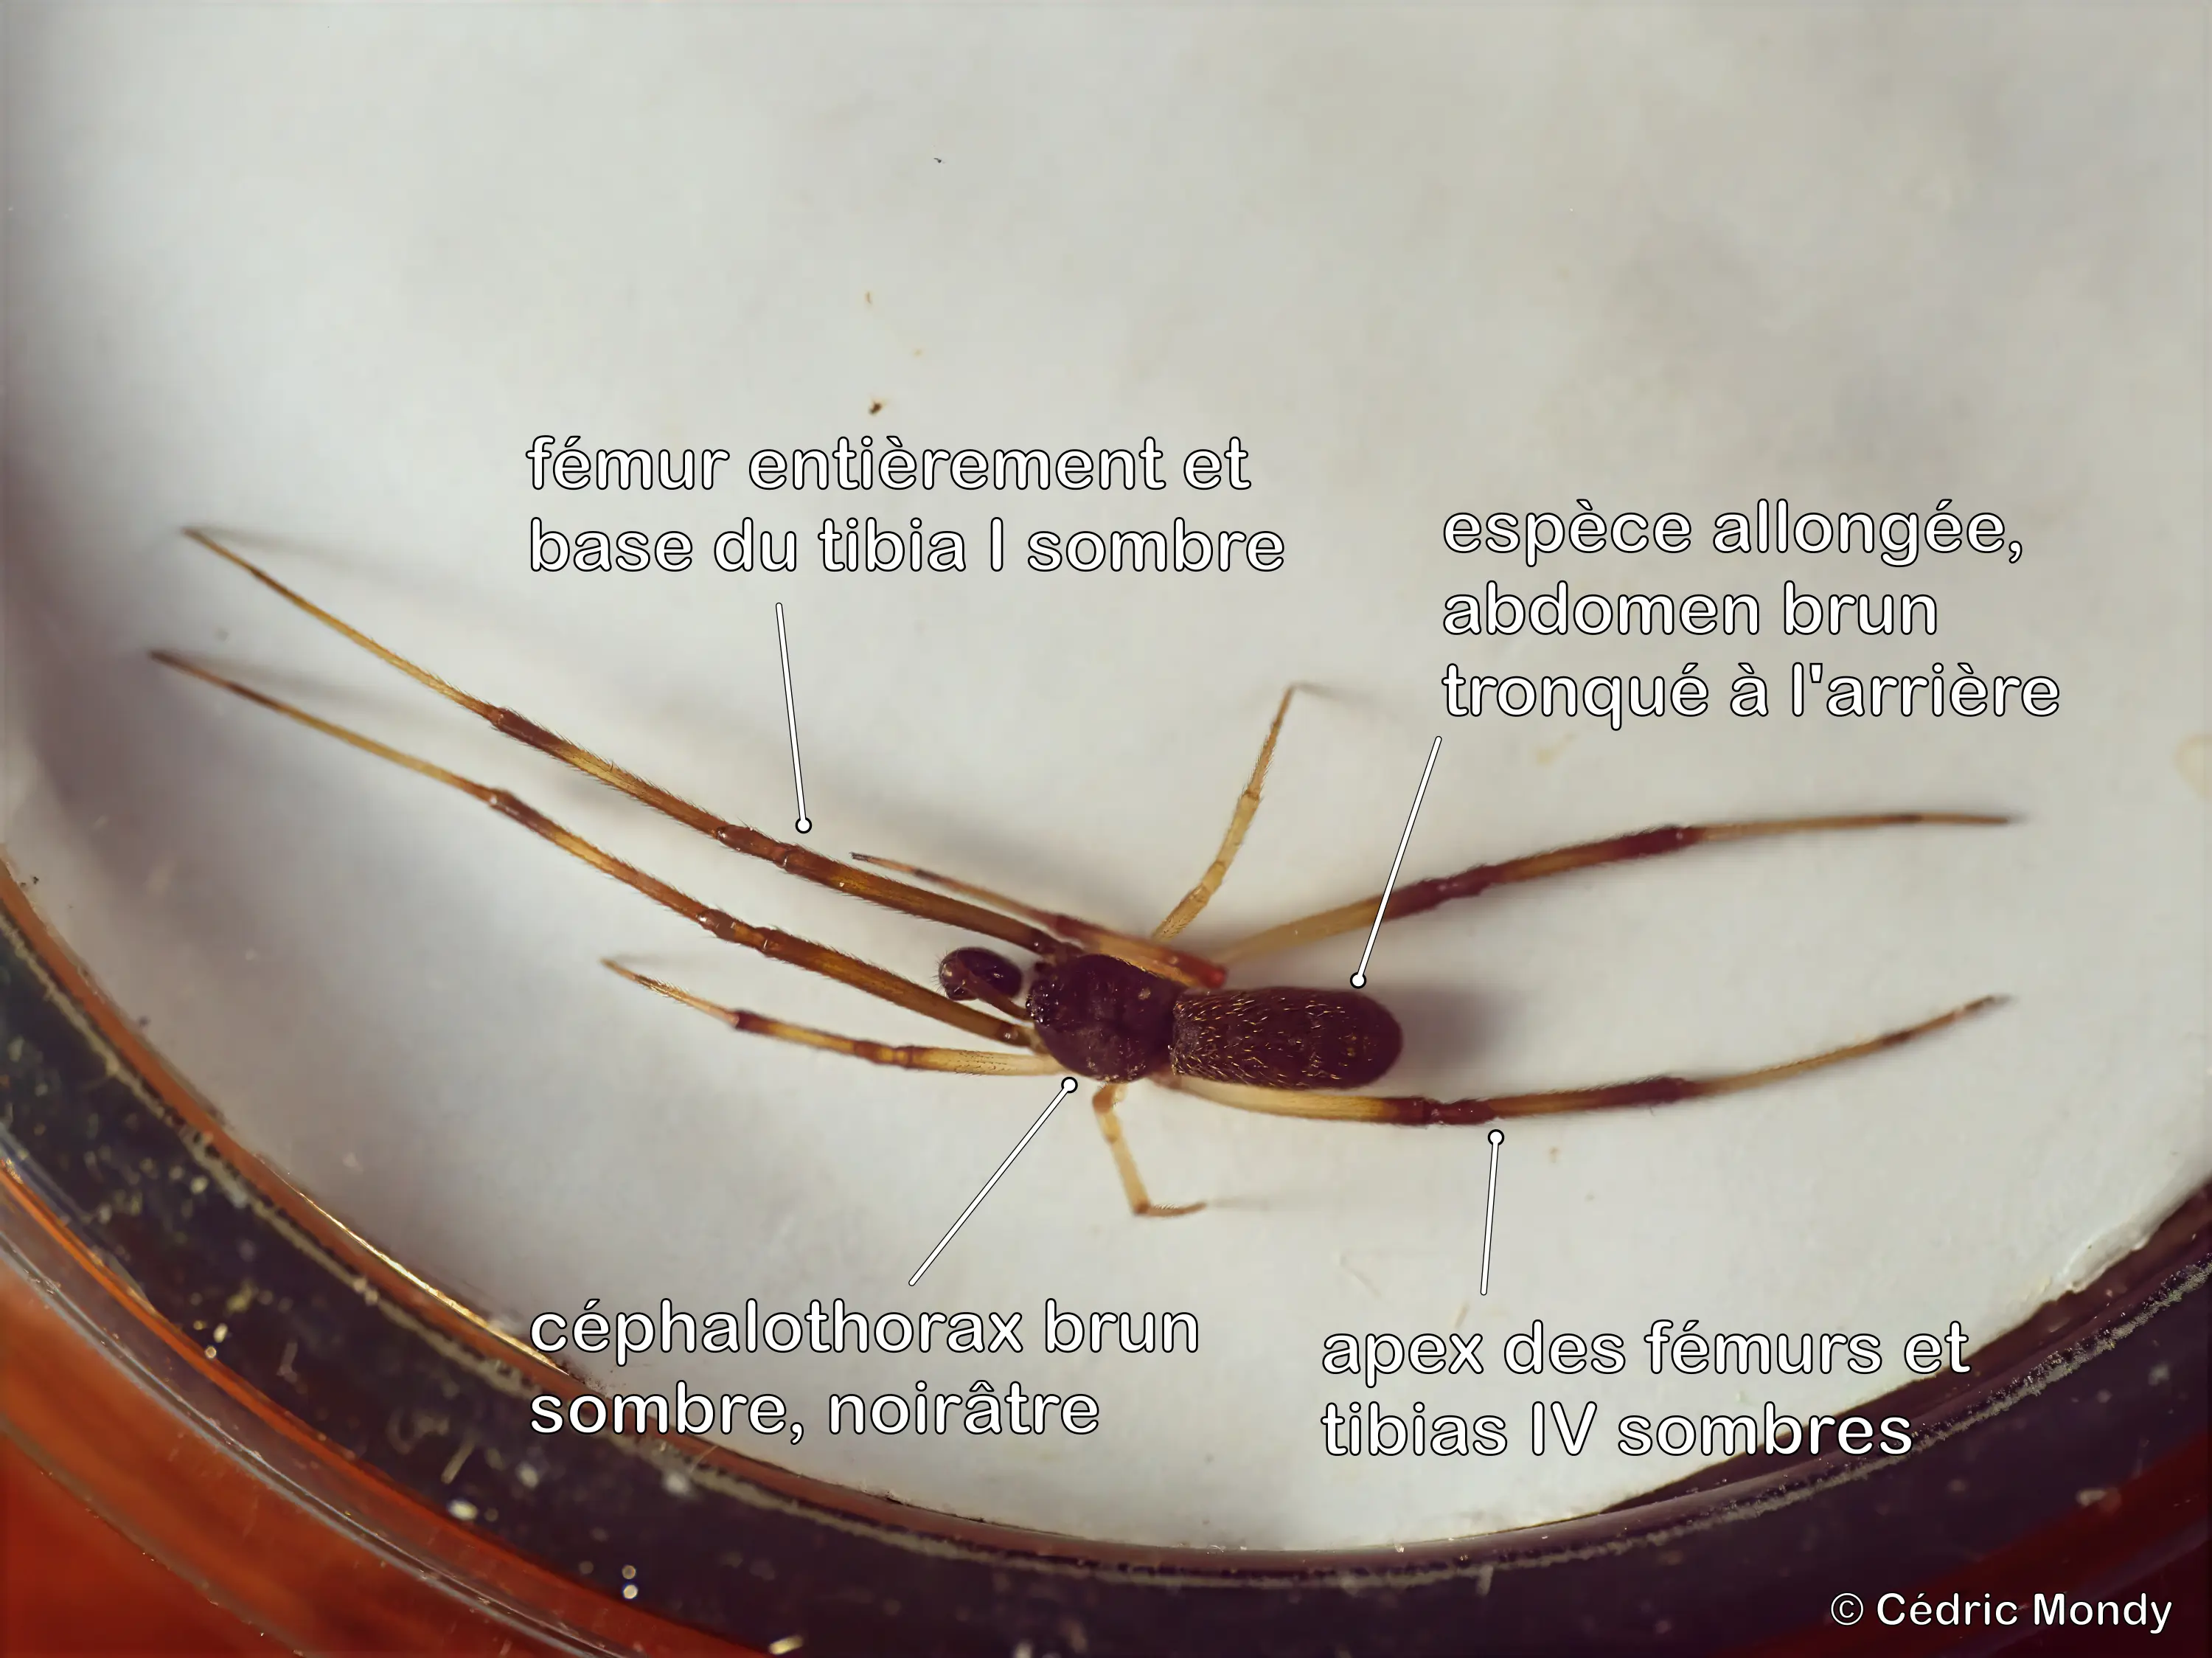 fémur entièrement et
base du tibia I sombre
espèce allongée,
abdomen brun
tronqué à l'arrière
céphalothorax brun
sombre, noirâtre
apex des fémurs et
tibias IV sombres
© Cédric Mondy